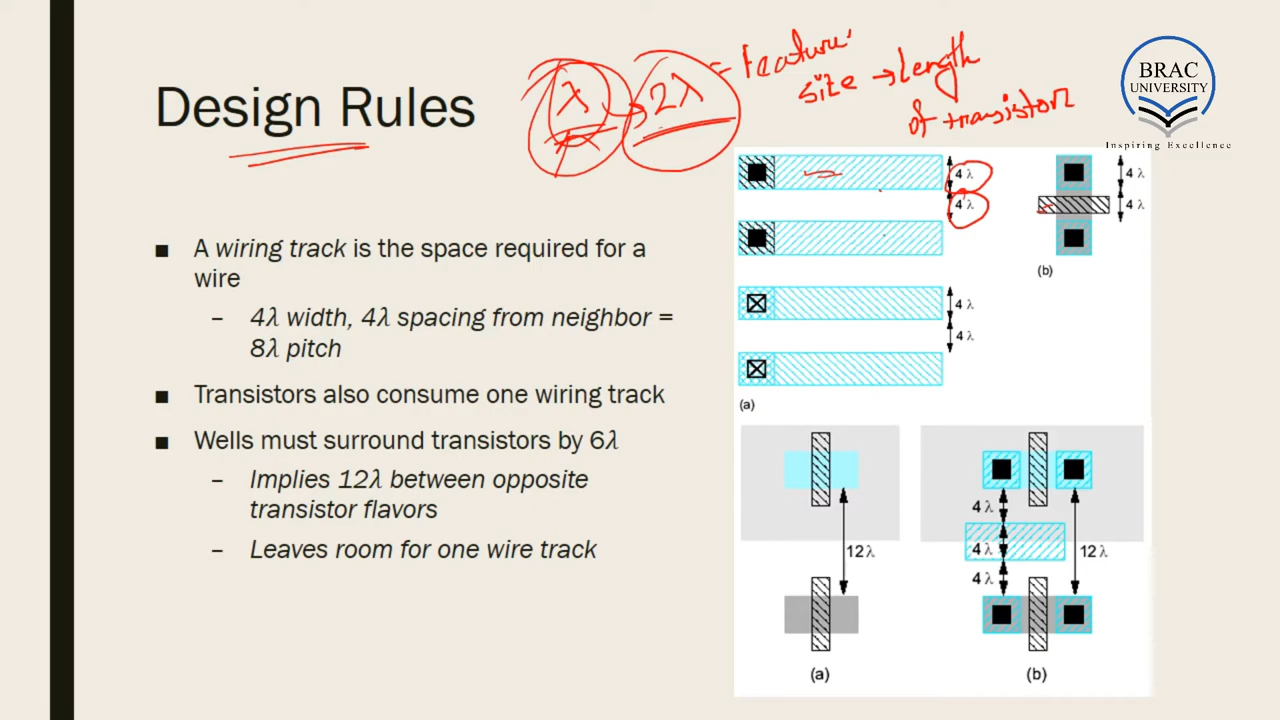 Design Rules
λ → 2λ = Feature
size → Length
of transistor
BRAC
UNIVERSITY
Inspiring Excellence
■ A wiring track is the space required for a
wire
– 4λ width, 4λ spacing from neighbor =
8λ pitch
■ Transistors also consume one wiring track
■ Wells must surround transistors by 6λ
– Implies 12λ between opposite
transistor flavors
– Leaves room for one wire track
4 λ
4 λ
4 λ
4 λ
(a)
4 λ
4 λ
(b)
12 λ
(a)
4 λ
4 λ
4 λ
12 λ
(b)